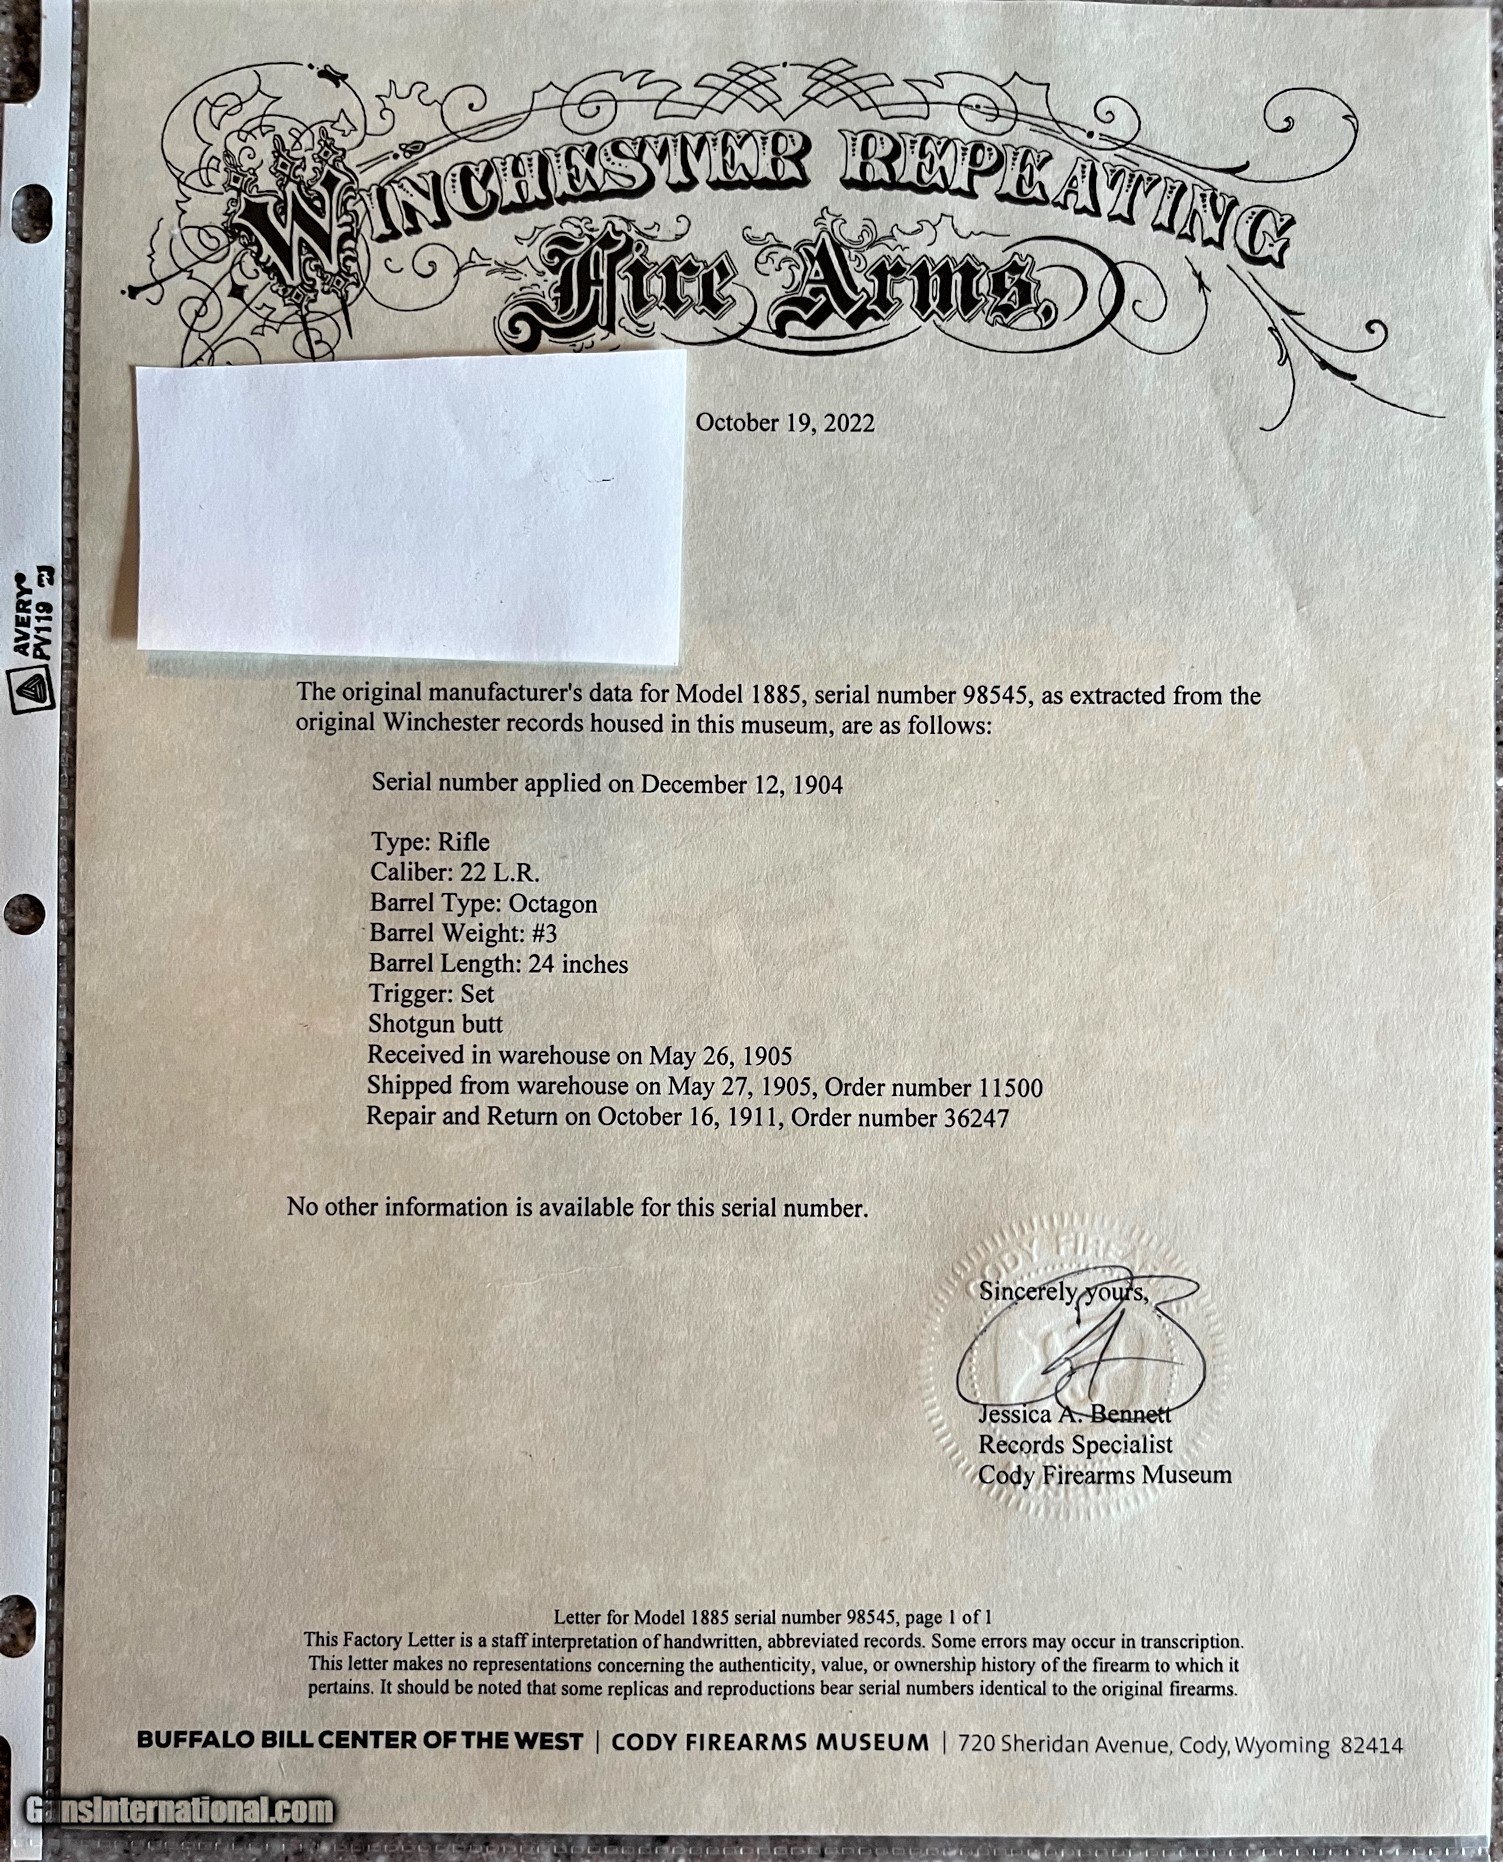 WINCHESTER REPEATING
Fire Arms.
October 19, 2022
AVERY
PV119
The original manufacturer's data for Model 1885, serial number 98545, as extracted from the
original Winchester records housed in this museum, are as follows:
Serial number applied on December 12, 1904
Type: Rifle
Caliber: 22 L.R.
Barrel Type: Octagon
Barrel Weight: #3
Barrel Length: 24 inches
Trigger: Set
Shotgun butt
Received in warehouse on May 26, 1905
Shipped from warehouse on May 27, 1905, Order number 11500
Repair and Return on October 16, 1911, Order number 36247
No other information is available for this serial number.
CODY FIREARMS
Sincerely yours,
Jessica A. Bennett
Records Specialist
Cody Firearms Museum
Letter for Model 1885 serial number 98545, page 1 of 1
This Factory Letter is a staff interpretation of handwritten, abbreviated records. Some errors may occur in transcription.
This letter makes no representations concerning the authenticity, value, or ownership history of the firearm to which it
pertains. It should be noted that some replicas and reproductions bear serial numbers identical to the original firearms.
BUFFALO BILL CENTER OF THE WEST | CODY FIREARMS MUSEUM | 720 Sheridan Avenue, Cody, Wyoming 82414
GunsInternational.com